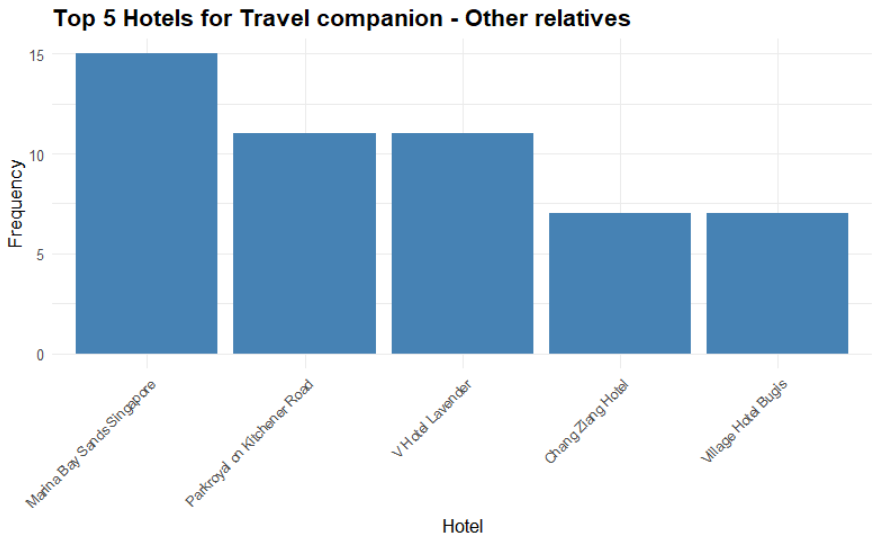 Top 5 Hotels for Travel companion - Other relatives
Frequency
15
10
5
0
Marina Bay Sands Singapore
Parkroyal on Kitchener Road
V Hotel Lavender
Chang Ziang Hotel
Village Hotel Bugis
Hotel